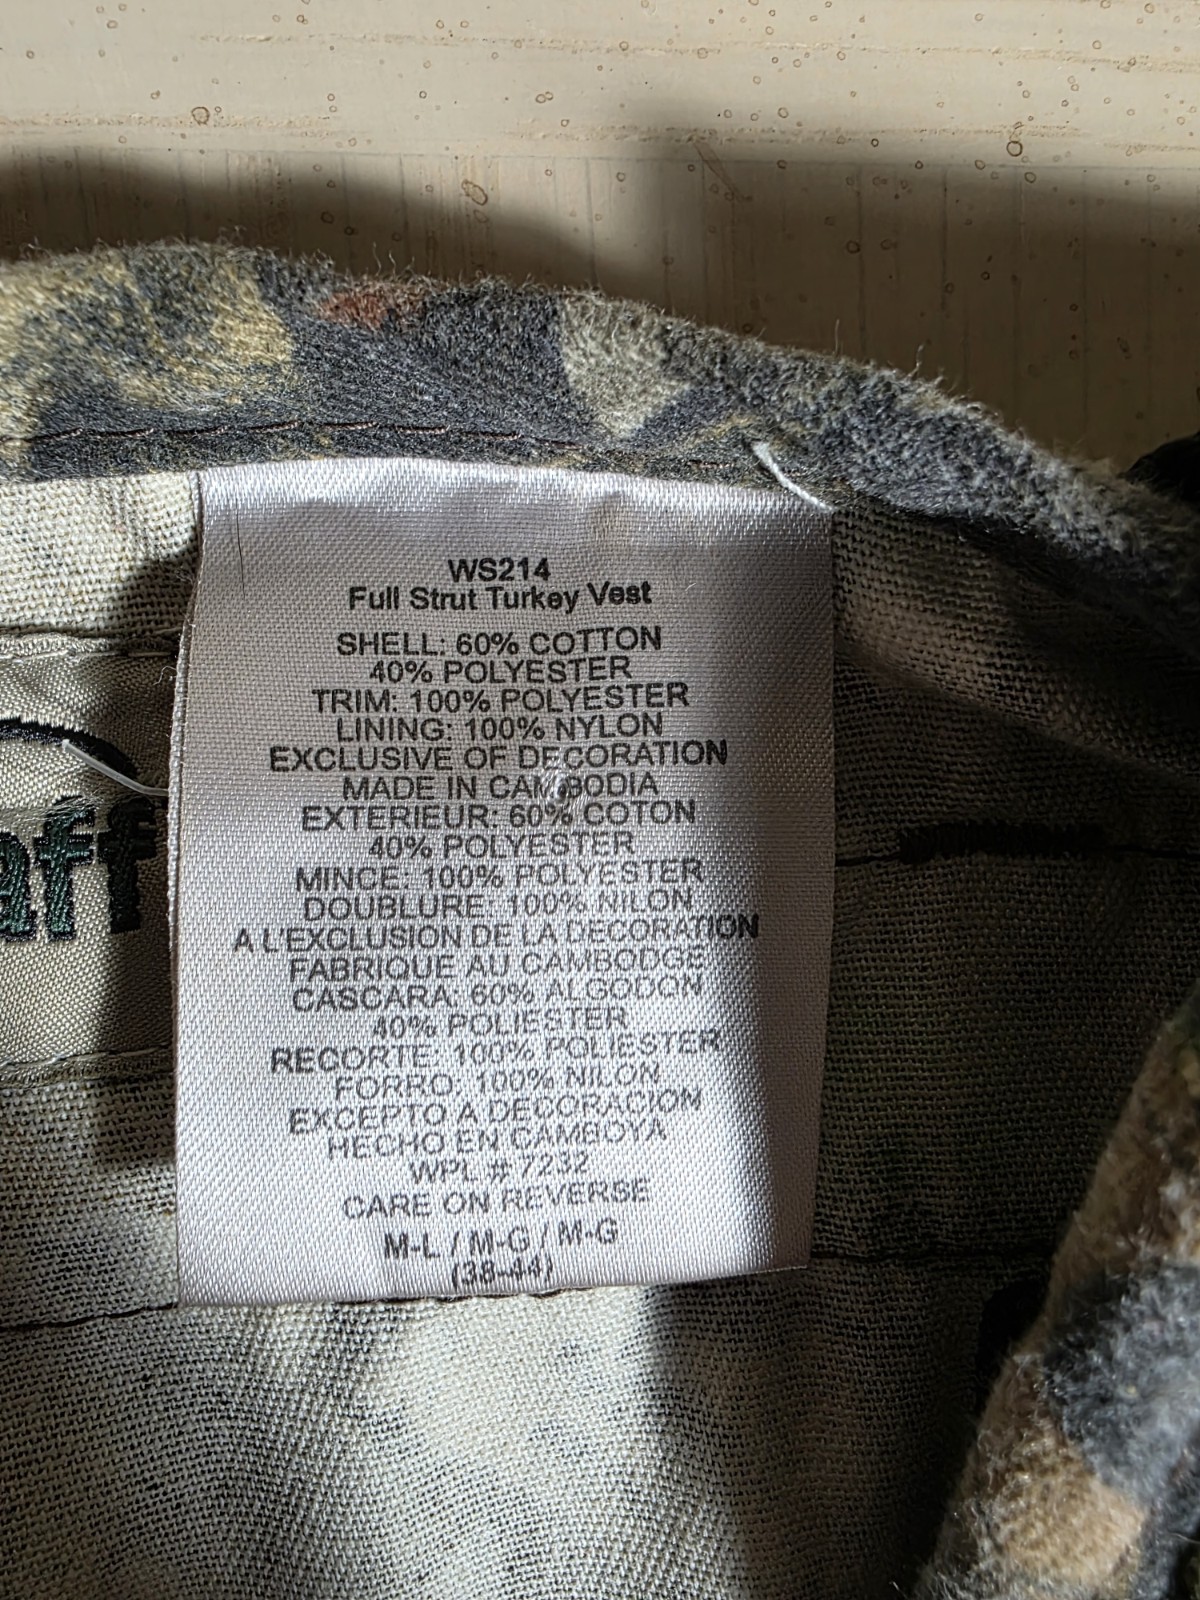 WS214
Full Strut Turkey Vest
SHELL: 60% COTTON
40% POLYESTER
TRIM: 100% POLYESTER
LINING: 100% NYLON
EXCLUSIVE OF DECORATION
MADE IN CAMBODIA
EXTERIEUR: 60% COTON
40% POLYESTER
MINCE: 100% POLYESTER
DOUBLURE: 100% NILON
A L'EXCLUSION DE LA DECORATION
FABRIQUE AU CAMBODGE
CASCARA: 60% ALGODON
40% POLIESTER
RECORTE: 100% POLIESTER
FORRO: 100% NILON
EXCEPTO A DECORACION
HECHO EN CAMBOYA
WPL # 7232
CARE ON REVERSE
M-L / M-G / M-G
(38-44)
aff